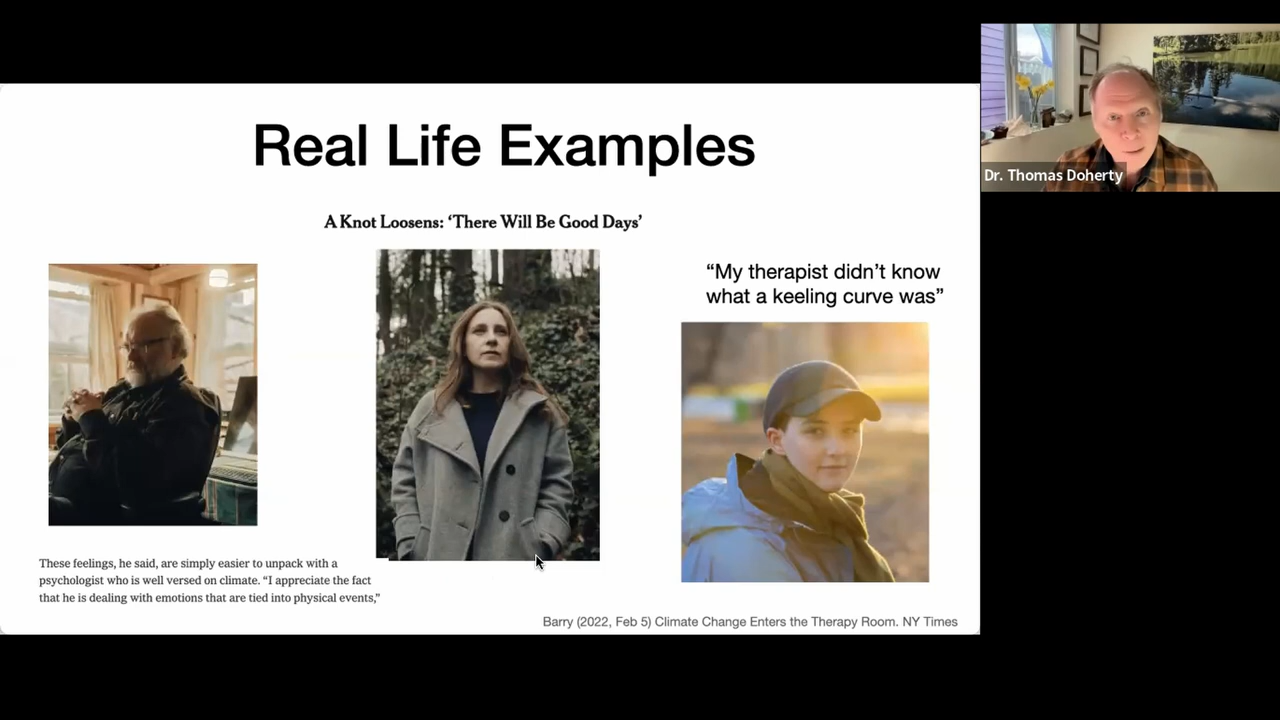 Real Life Examples
A Knot Loosens: ‘There Will Be Good Days’
“My therapist didn’t know
what a keeling curve was”
These feelings, he said, are simply easier to unpack with a
psychologist who is well versed on climate. “I appreciate the fact
that he is dealing with emotions that are tied into physical events,”
Barry (2022, Feb 5) Climate Change Enters the Therapy Room. NY Times
Dr. Thomas Doherty